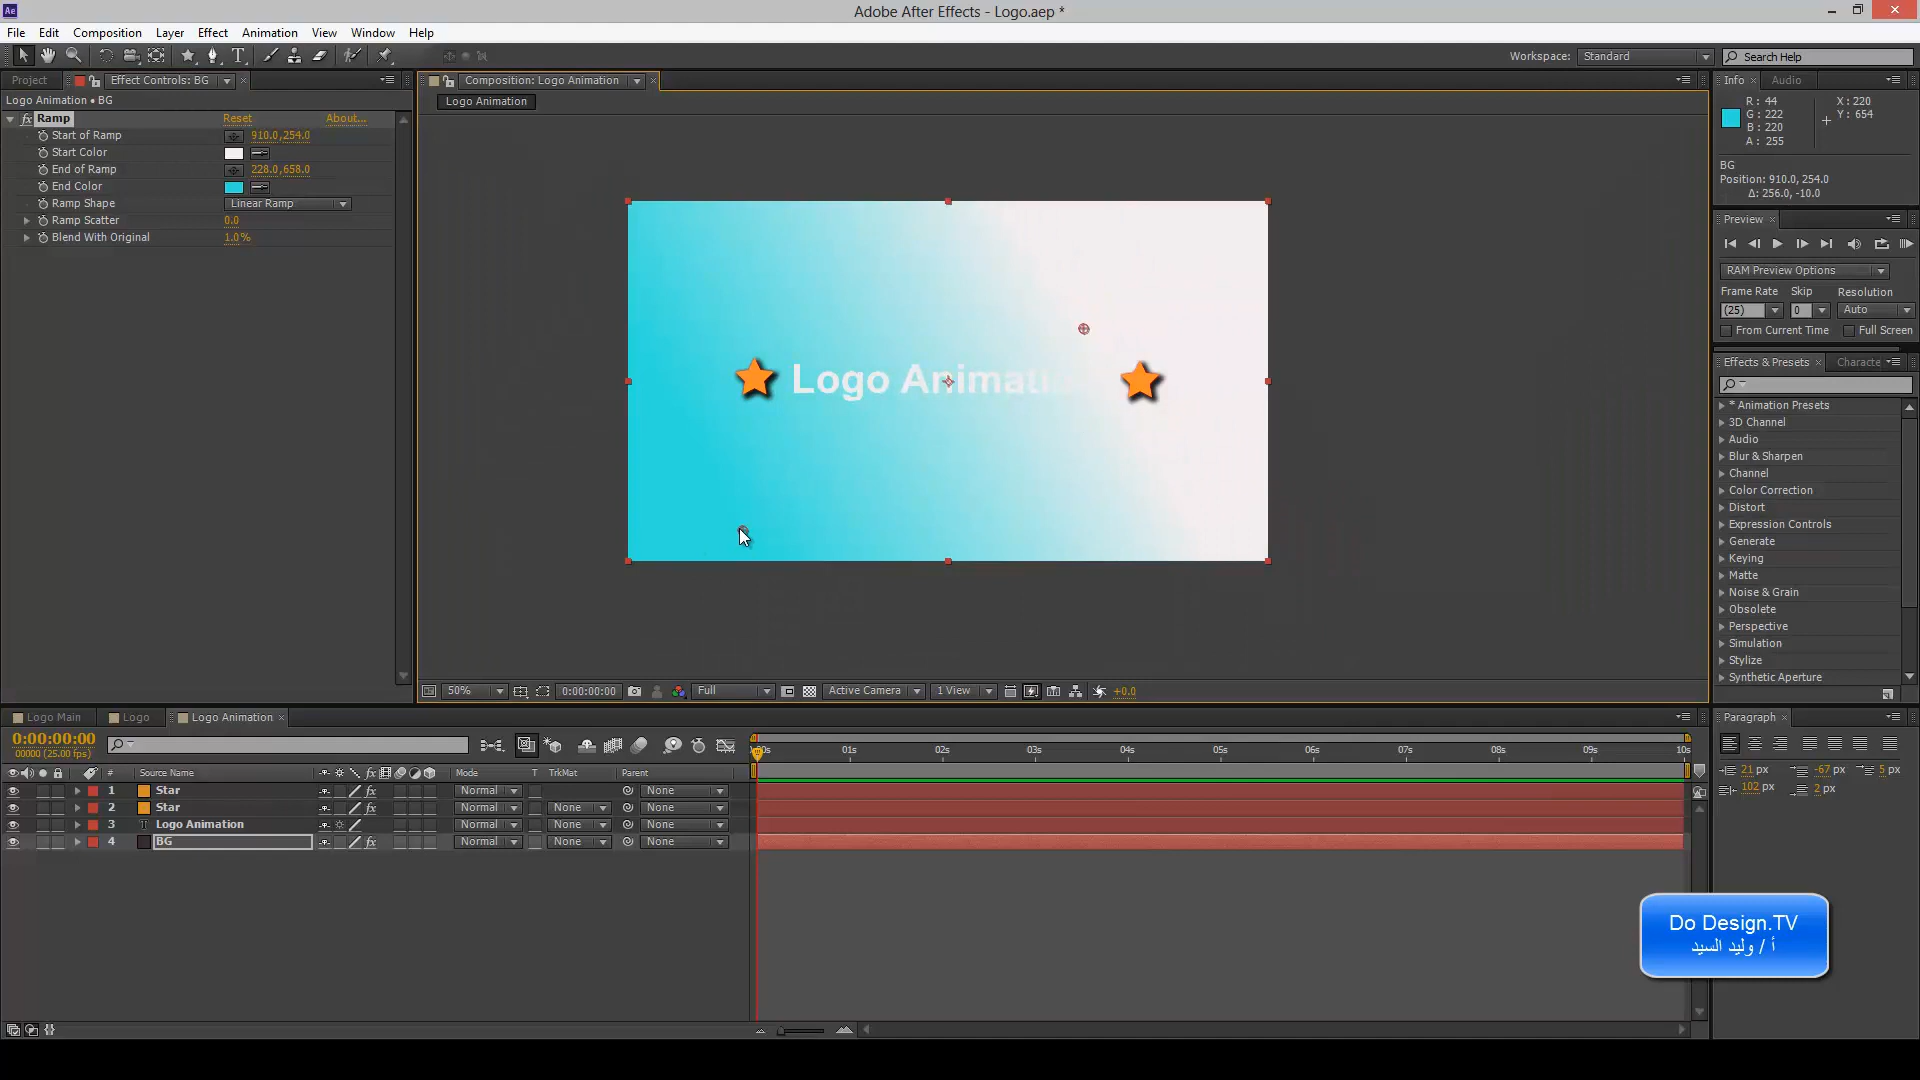 Adobe After Effects - Logo.aep *
File Edit Composition Layer Effect Animation View Window Help
Workspace: Standard Search Help
Project Effect Controls: BG Composition: Logo Animation Info Audio
Logo Animation • BG
Logo Animation
Ramp Reset About...
Start of Ramp 910.0,254.0
Start Color
End of Ramp 228.0,658.0
End Color
Ramp Shape Linear Ramp
Ramp Scatter 0.0
Blend With Original 1.0%
Logo Animati
R: 44 X: 220
G: 222 Y: 654
B: 220
A: 255
BG
Position: 910.0, 254.0
Δ: 256.0, -10.0
Preview
RAM Preview Options
Frame Rate Skip Resolution
(25) 0 Auto
From Current Time Full Screen
Effects & Presets Characte
* Animation Presets
3D Channel
Audio
Blur & Sharpen
Channel
Color Correction
Distort
Expression Controls
Generate
Keying
Matte
Noise & Grain
Obsolete
Perspective
Simulation
Stylize
Synthetic Aperture
50% 0:00:00:00 Full Active Camera 1 View +0.0
Logo Main Logo Logo Animation
0:00:00:00
00000 (25.00 fps)
# Source Name Mode T TrkMat Parent
1 Star Normal None
2 Star Normal None None
3 Logo Animation Normal None None
4 BG Normal None None
:00s 01s 02s 03s 04s 05s 06s 07s 08s 09s 10s
Paragraph
21 px -67 px 5 px
102 px 2 px
Do Design.TV
أ / وليد السيد